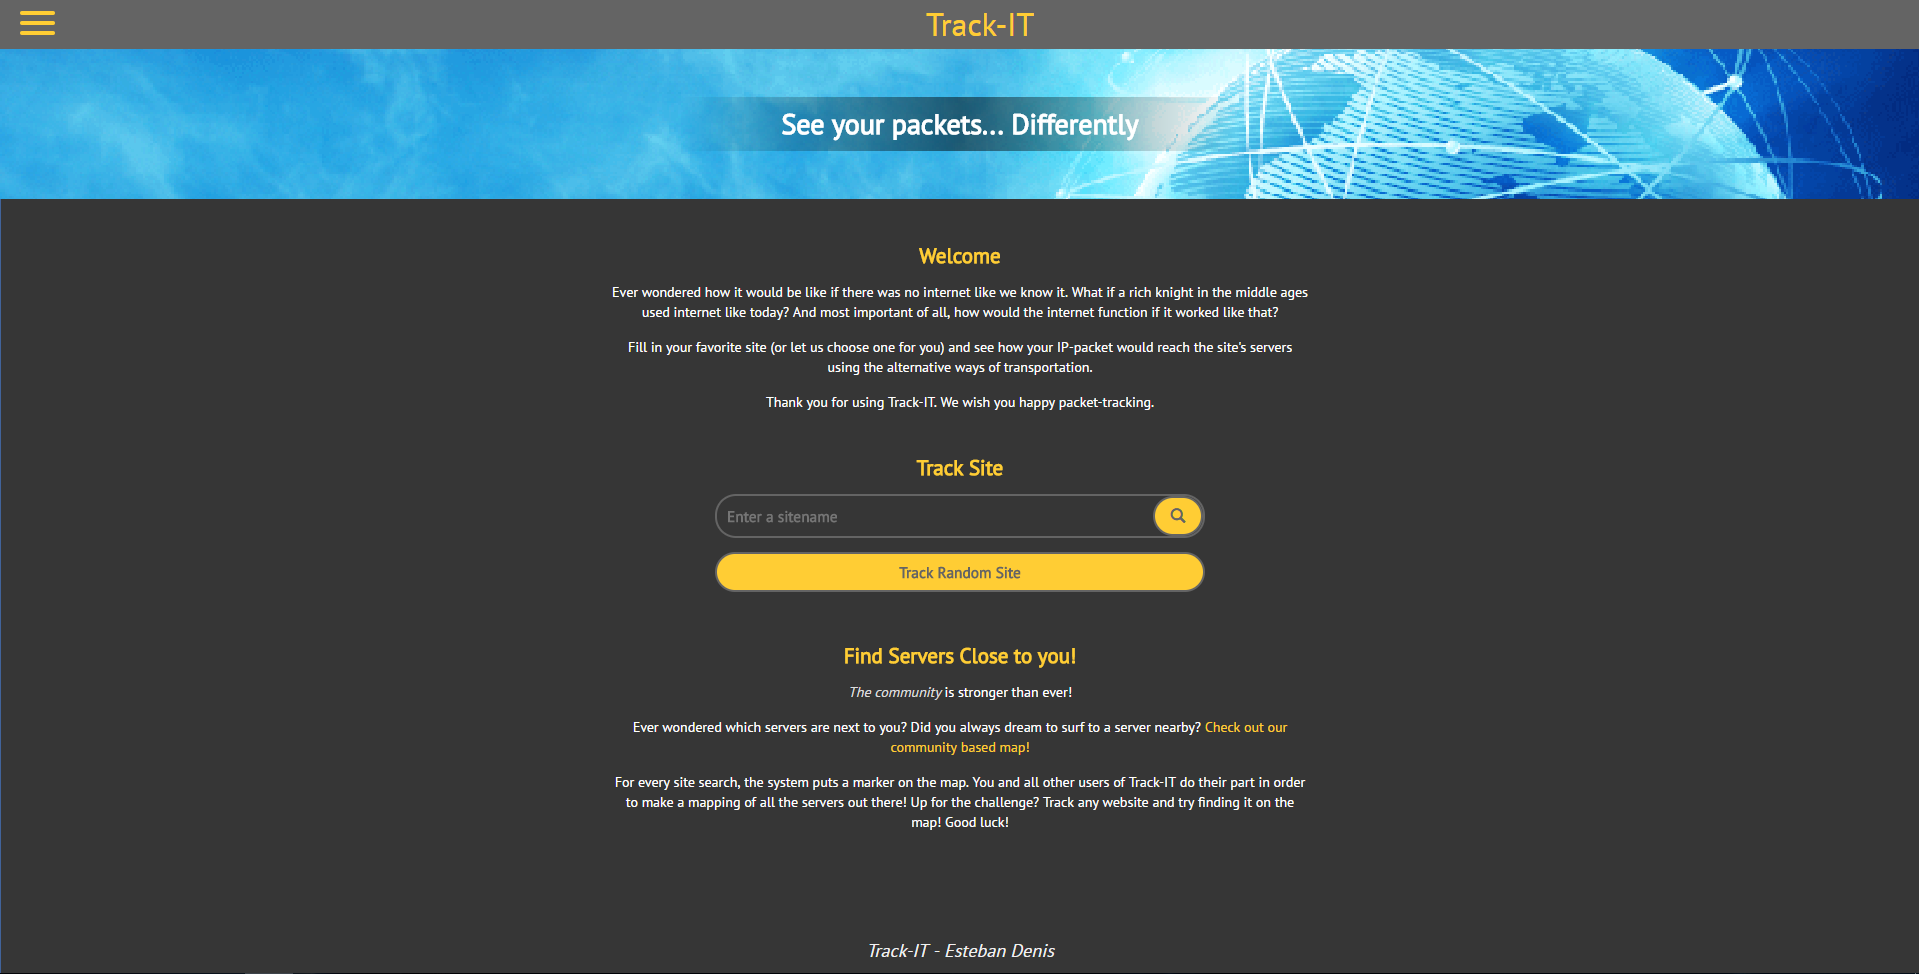 Track-IT
See your packets... Differently
Welcome
Ever wondered how it would be like if there was no internet like we know it. What if a rich knight in the middle ages
used internet like today? And most important of all, how would the internet function if it worked like that?
Fill in your favorite site (or let us choose one for you) and see how your IP-packet would reach the site's servers
using the alternative ways of transportation.
Thank you for using Track-IT. We wish you happy packet-tracking.
Track Site
Enter a sitename
Track Random Site
Find Servers Close to you!
The community is stronger than ever!
Ever wondered which servers are next to you? Did you always dream to surf to a server nearby? Check out our
community based map!
For every site search, the system puts a marker on the map. You and all other users of Track-IT do their part in order
to make a mapping of all the servers out there! Up for the challenge? Track any website and try finding it on the
map! Good luck!
Track-IT - Esteban Denis